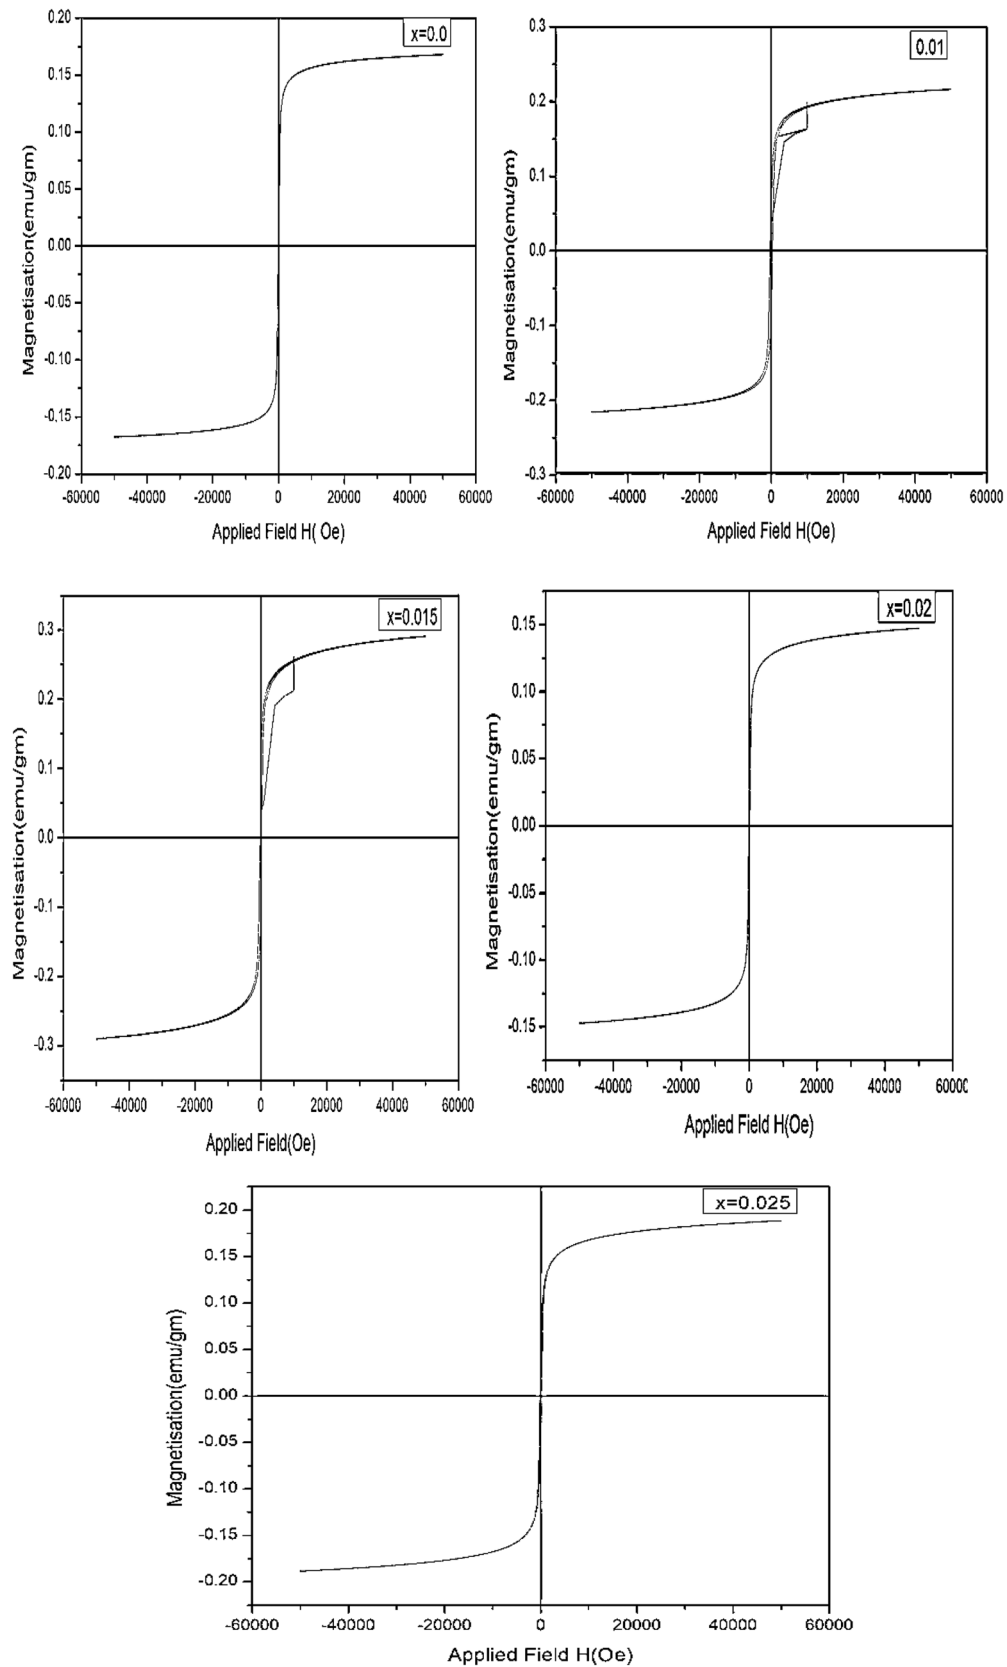 x=0.0
0.20
0.15
0.10
0.05
0.00
-0.05
-0.10
-0.15
-0.20
Magnetisation(emu/gm)
-60000 -40000 -20000 0 20000 40000 60000
Applied Field H( Oe)
0.01
0.3
0.2
0.1
0.0
-0.1
-0.2
-0.3
Magnetisation(emu/gm)
-60000 -40000 -20000 0 20000 40000 60000
Applied Field H(Oe)
x=0.015
0.3
0.2
0.1
0.0
-0.1
-0.2
-0.3
Magnetisation(emu/gm)
-60000 -40000 -20000 0 20000 40000 60000
Applied Field(Oe)
x=0.02
0.15
0.10
0.05
0.00
-0.05
-0.10
-0.15
Magnetisation(emu/gm)
-60000 -40000 -20000 0 20000 40000 60000
Applied Field H(Oe)
x=0.025
0.20
0.15
0.10
0.05
0.00
-0.05
-0.10
-0.15
-0.20
Magnetisation(emu/gm)
-60000 -40000 -20000 0 20000 40000 60000
Applied Field H(Oe)